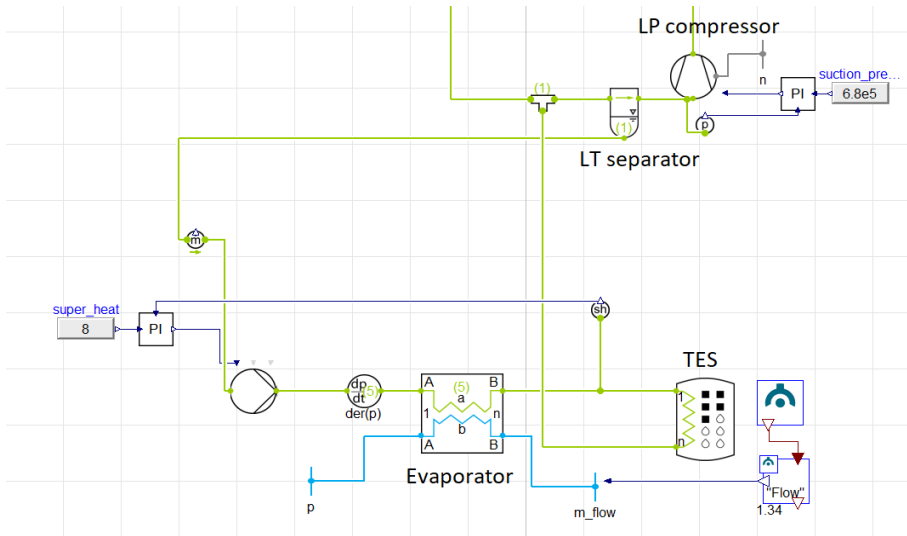 LP compressor
suction_pre...
n
PI
6.8e5
(1)
(1)
p
LT separator
m
super_heat
8
PI
sh
TES
dp
dt
(5)
der(p)
A
(5)
B
a
1
n
b
A
B
1
n
Evaporator
p
m_flow
"Flow"
1.34